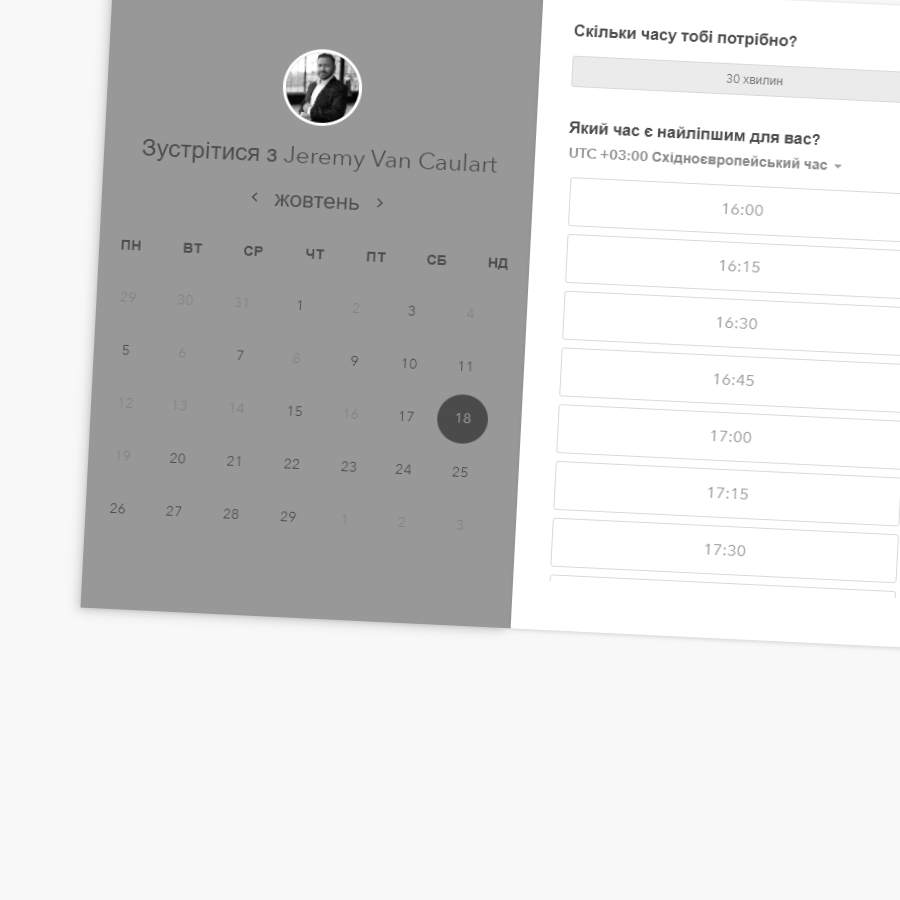 Зустрітися з Jeremy Van Caulart
жовтень
ПН ВТ СР ЧТ ПТ СБ НД
29 30 31 1 2 3 4
5 6 7 8 9 10 11
12 13 14 15 16 17 18
19 20 21 22 23 24 25
26 27 28 29 1 2 3
Скільки часу тобі потрібно?
30 хвилин
Який час є найліпшим для вас?
UTC +03:00 Східноєвропейський час
16:00
16:15
16:30
16:45
17:00
17:15
17:30